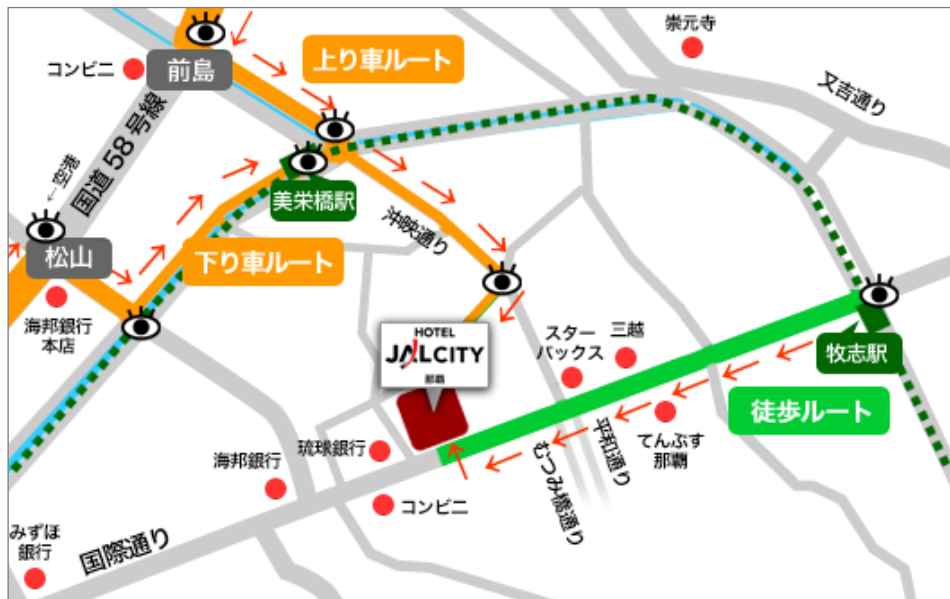 崇元寺
コンビニ
前島
上り車ルート
又吉通り
国道58号線
←空港
美栄橋駅
沖映通り
松山
下り車ルート
海邦銀行
本店
HOTEL
JALCITY
那覇
スター
バックス
三越
牧志駅
徒歩ルート
てんぶす
那覇
平和通り
むつみ橋通り
琉球銀行
海邦銀行
コンビニ
国際通り
みずほ
銀行